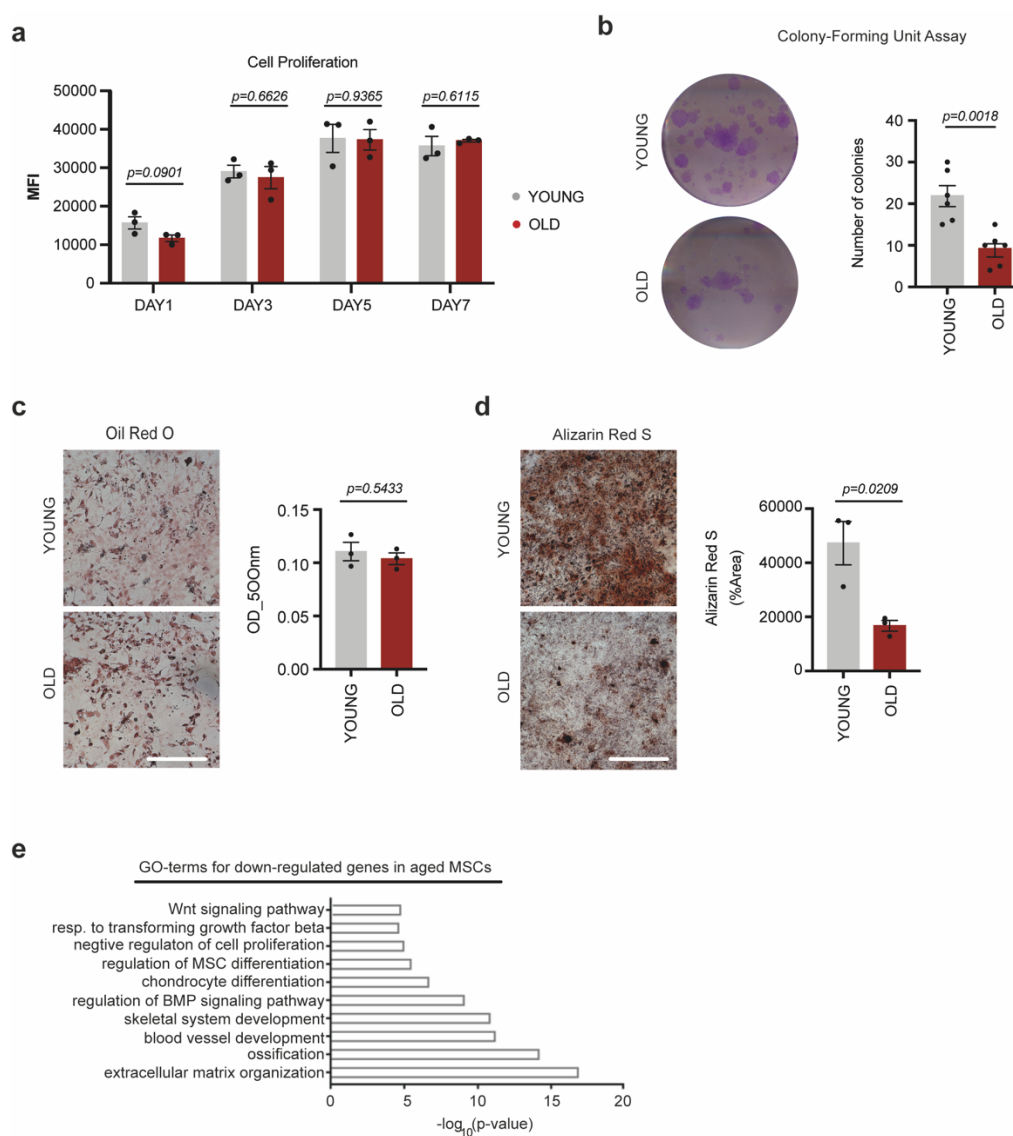 a
Cell Proliferation
50000
40000
30000
20000
10000
0
MFI
p=0.0901
p=0.6626
p=0.9365
p=0.6115
DAY1
DAY3
DAY5
DAY7
YOUNG
OLD
b
Colony-Forming Unit Assay
YOUNG
OLD
Number of colonies
40
30
20
10
0
p=0.0018
YOUNG
OLD
c
Oil Red O
YOUNG
OLD
OD_500nm
0.15
0.10
0.05
0.00
p=0.5433
YOUNG
OLD
d
Alizarin Red S
YOUNG
OLD
Alizarin Red S
(%Area)
60000
40000
20000
0
p=0.0209
YOUNG
OLD
e
GO-terms for down-regulated genes in aged MSCs
Wnt signaling pathway
resp. to transforming growth factor beta
negtive regulaton of cell proliferation
regulation of MSC differentiation
chondrocyte differentiation
regulation of BMP signaling pathway
skeletal system development
blood vessel development
ossification
extracellular matrix organization
0 5 10 15 20
-log10(p-value)